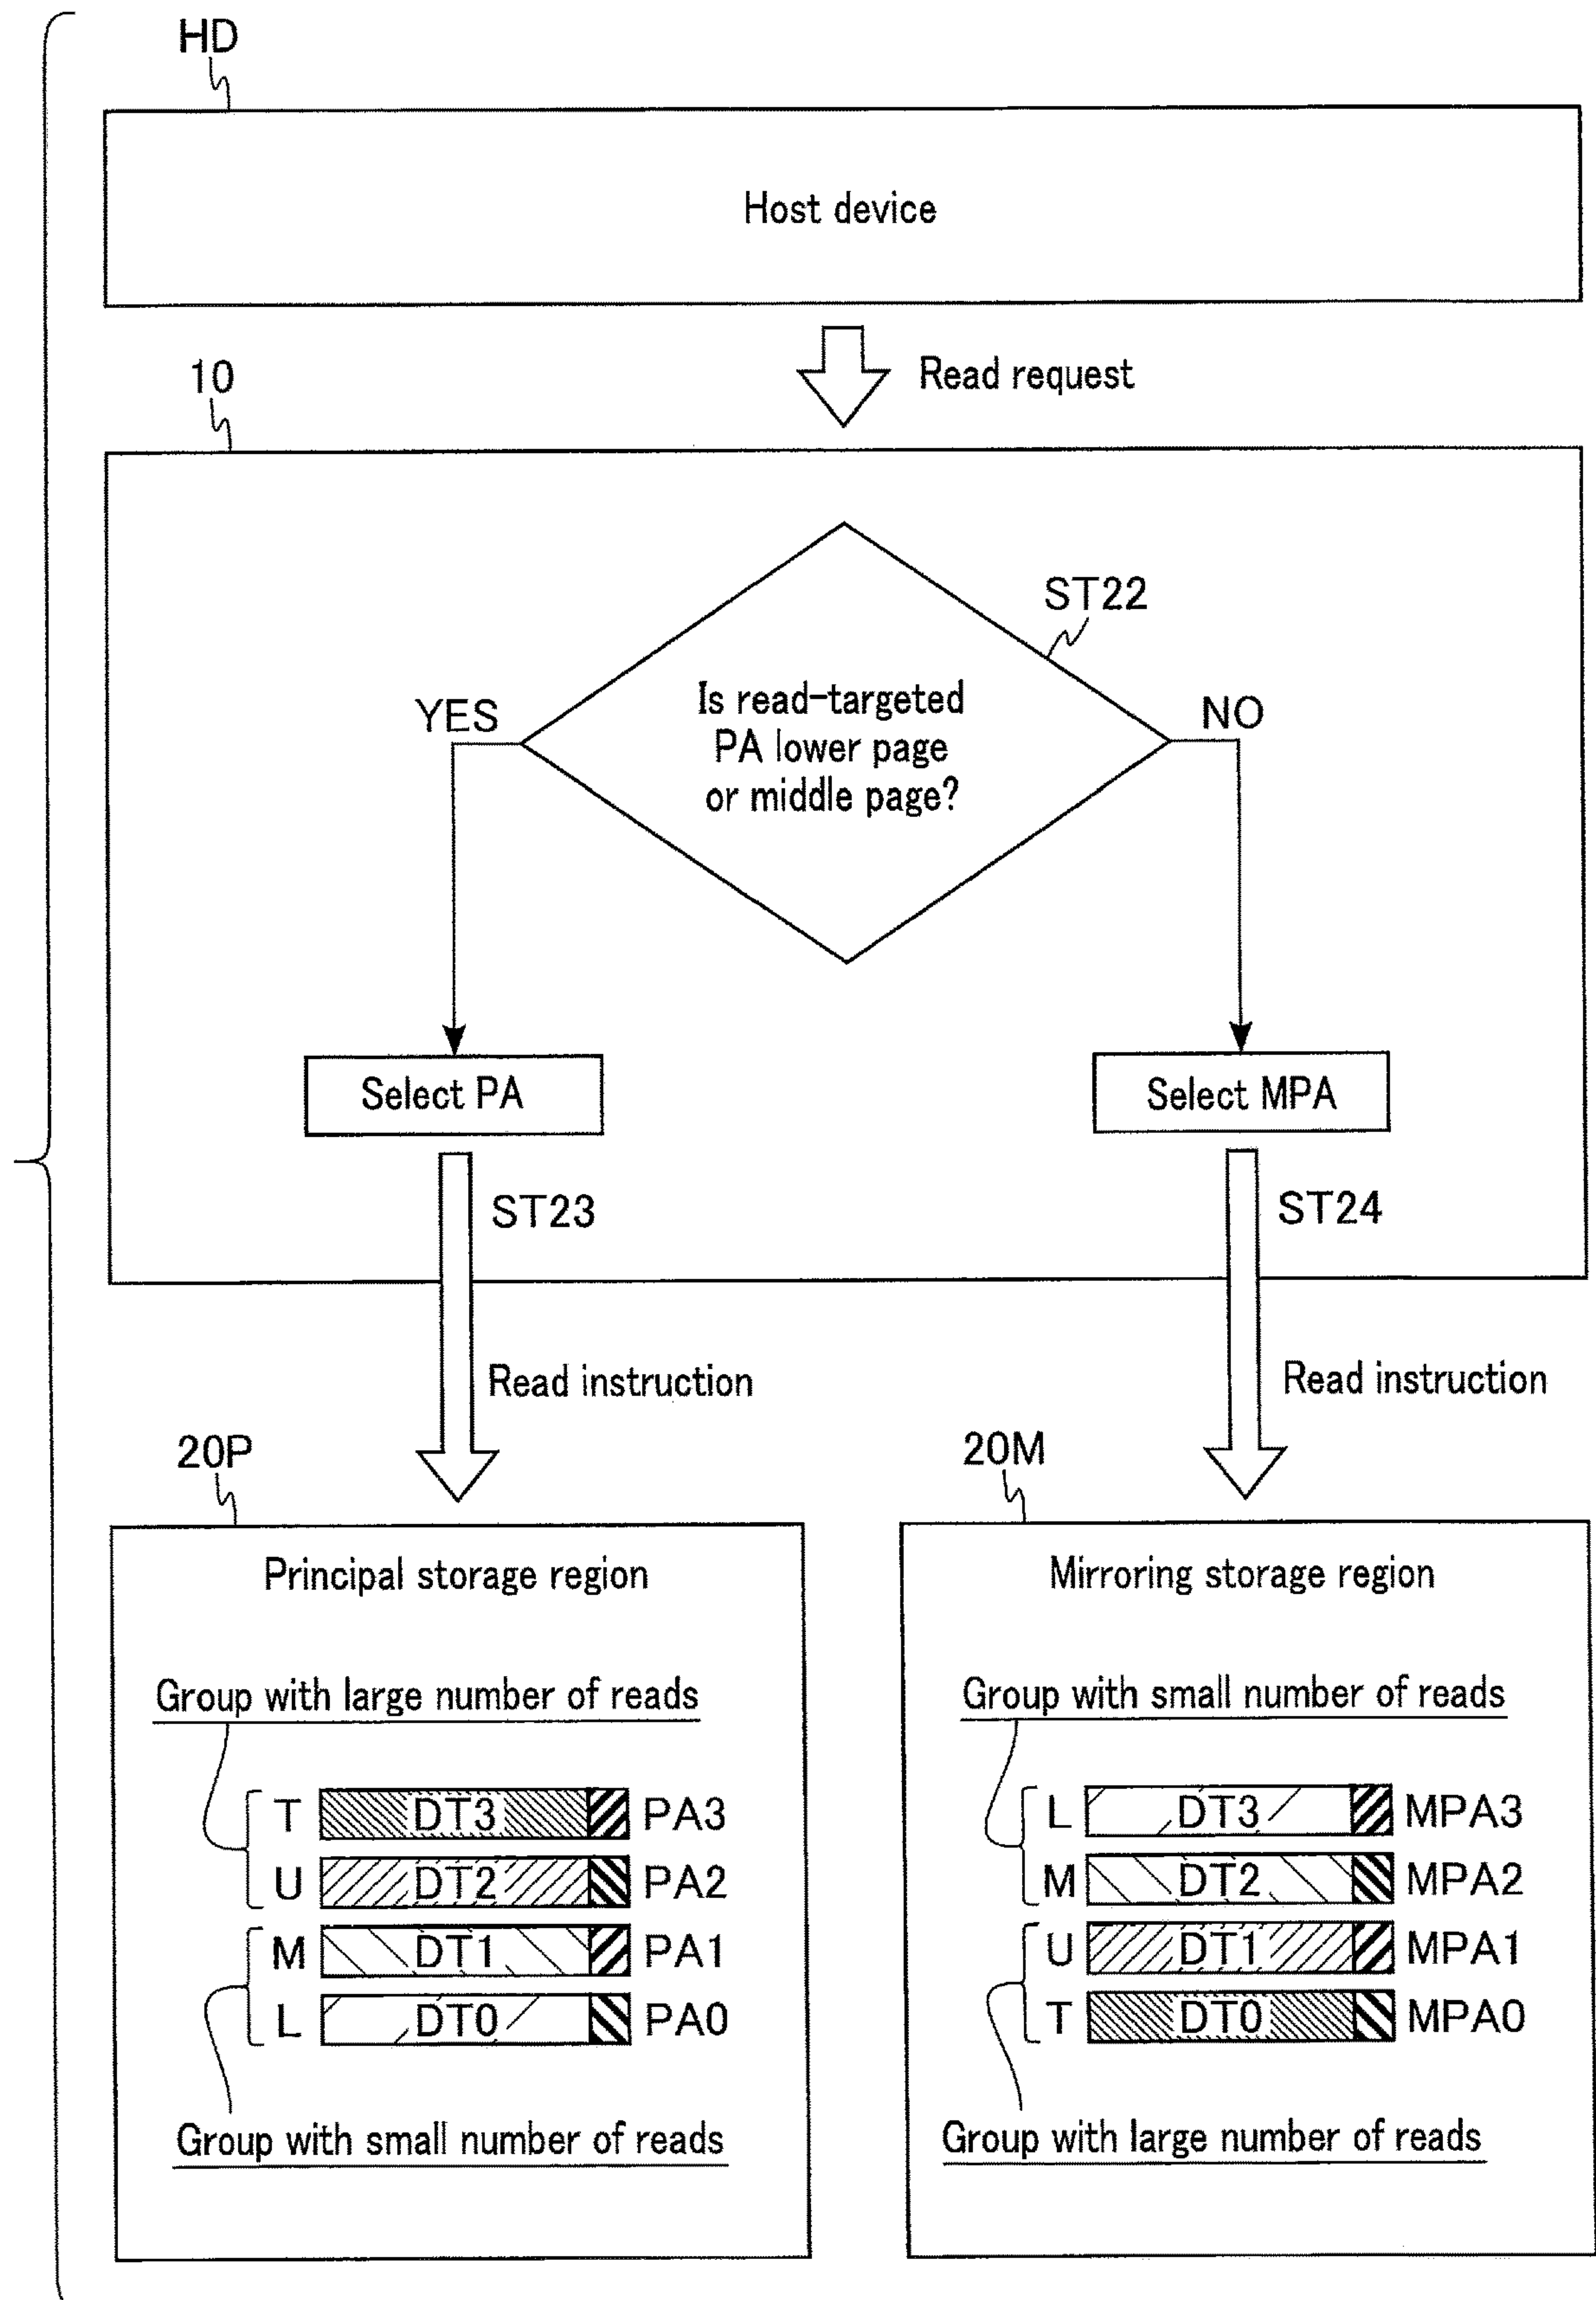 HD
Host device
10
Read request
ST22
YES
NO
Is read-targeted
PA lower page
or middle page?
Select PA
Select MPA
ST23
ST24
Read instruction
Read instruction
20P
20M
Principal storage region
Group with large number of reads
T DT3 PA3
U DT2 PA2
M DT1 PA1
L DT0 PA0
Group with small number of reads
Mirroring storage region
Group with small number of reads
L DT3 MPA3
M DT2 MPA2
U DT1 MPA1
T DT0 MPA0
Group with large number of reads